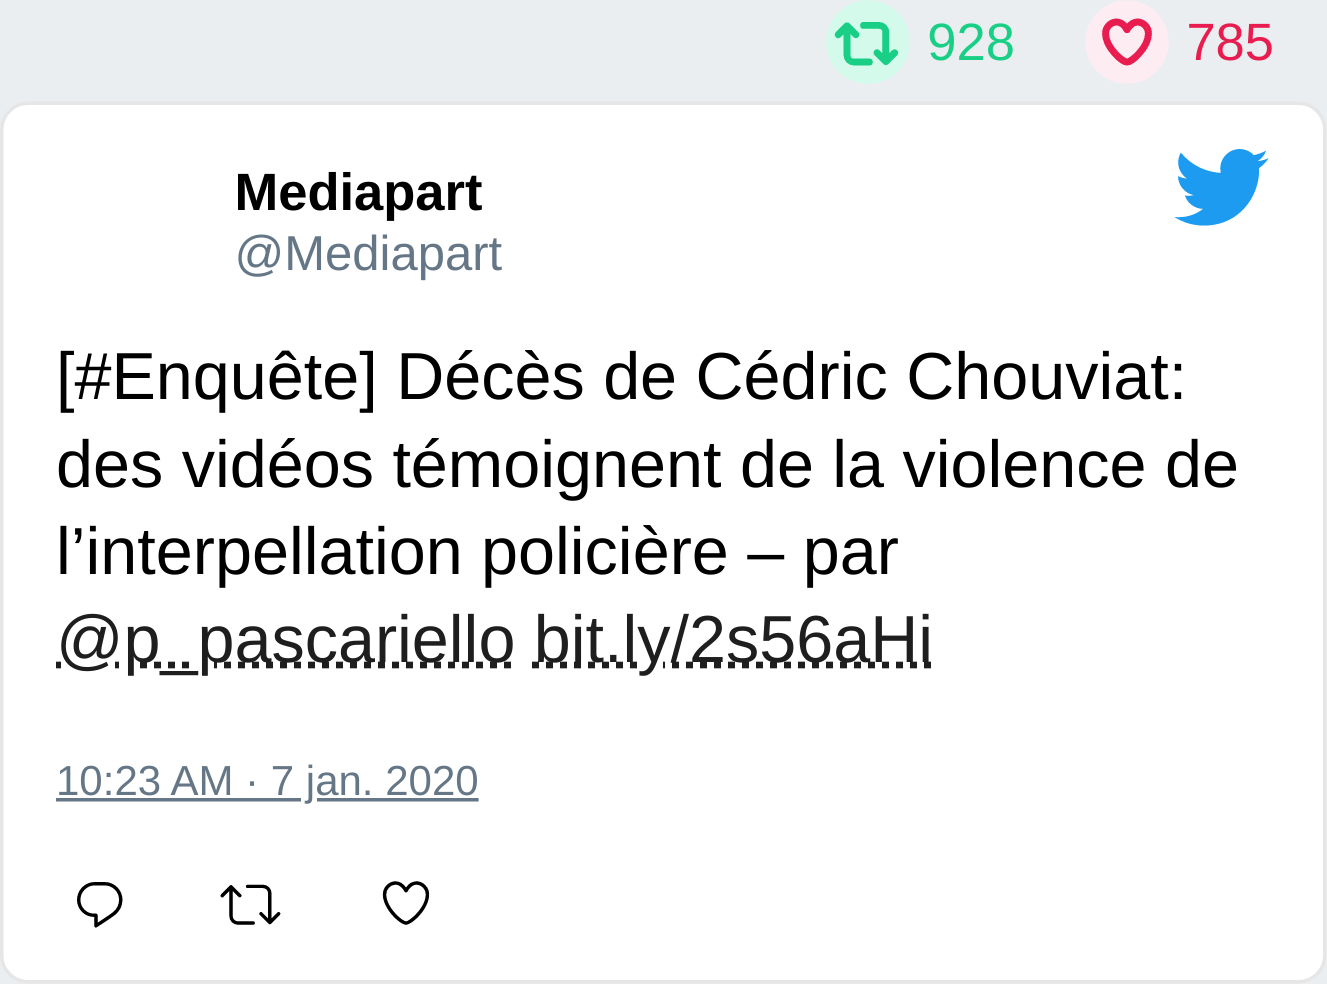 928 785
Mediapart
@Mediapart
[#Enquête] Décès de Cédric Chouviat:
des vidéos témoignent de la violence de
l’interpellation policière – par
@p_pascariello bit.ly/2s56aHi
10:23 AM · 7 jan. 2020